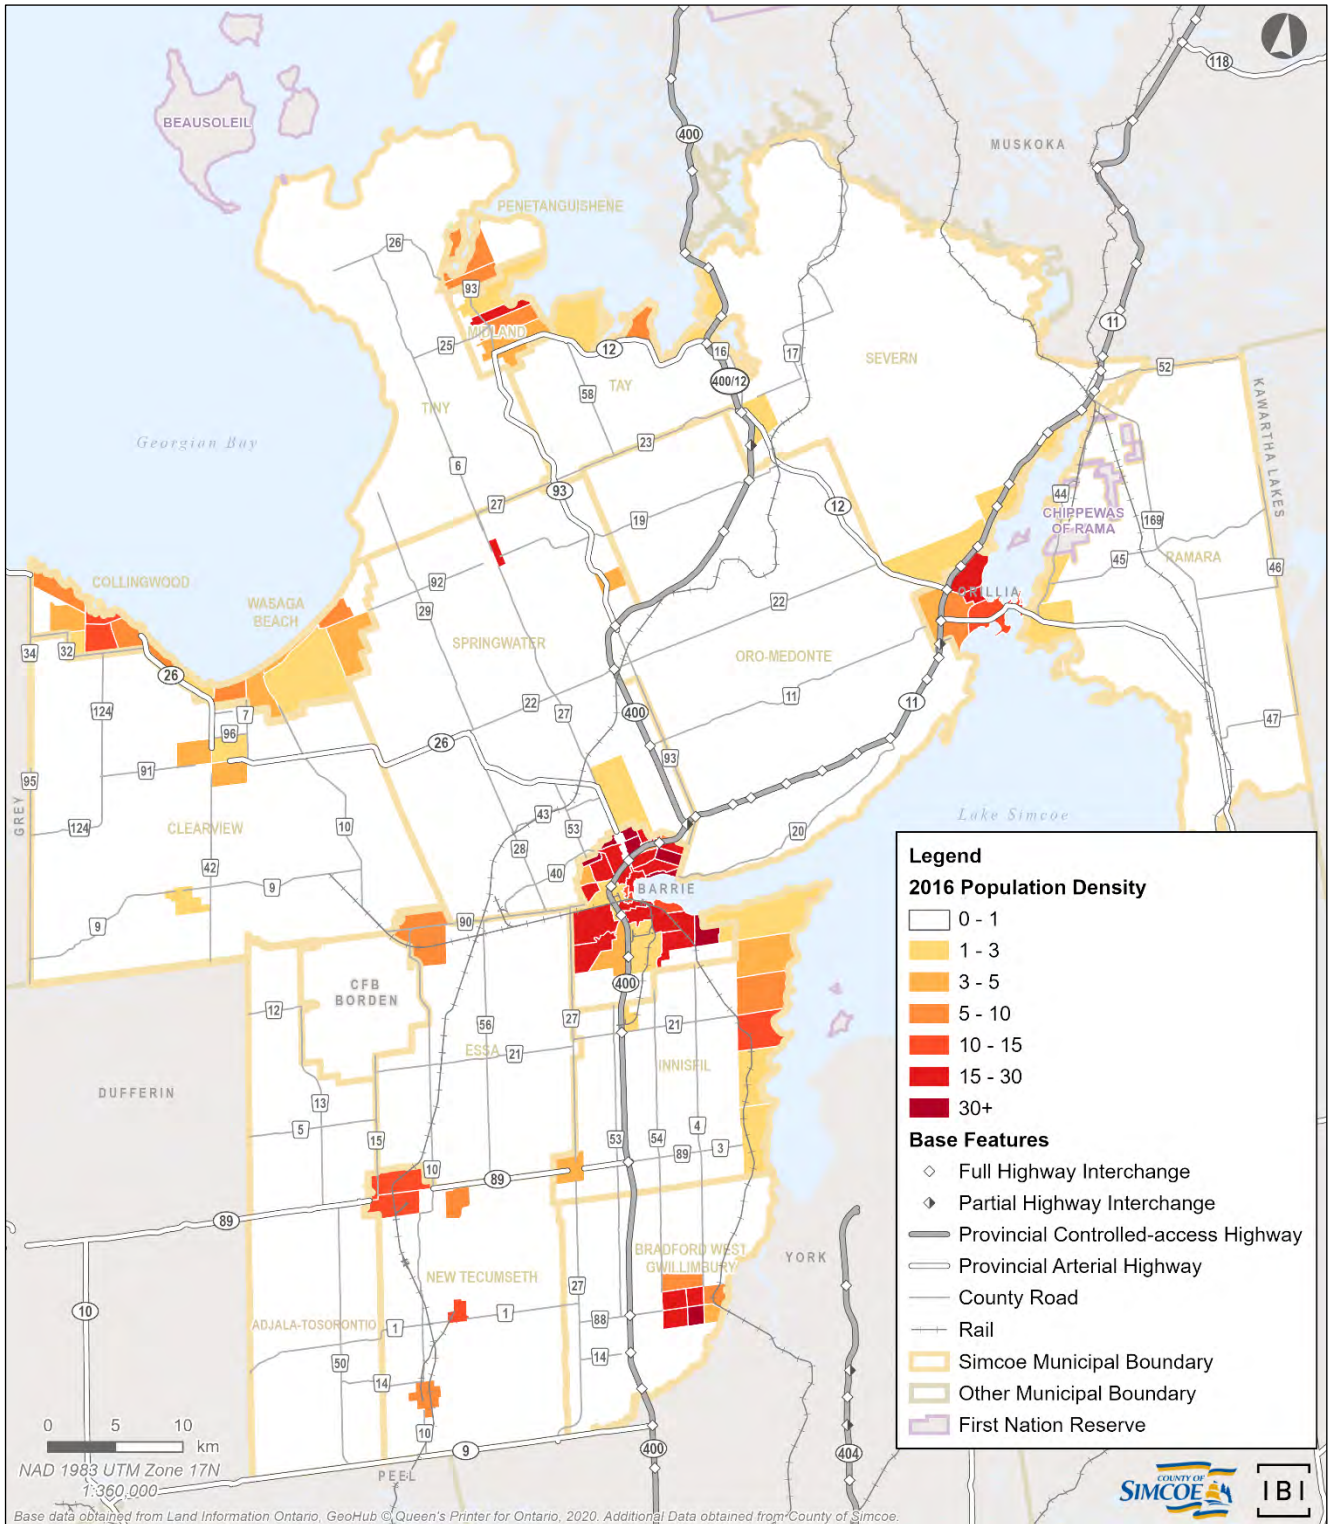 118
BEAUSOLEIL
400
MUSKOKA
PENETANGUISHENE
26
93
11
MIDLAND
16
17
25
12
SEVERN
52
400/12
TAY
58
TINY
KAWARTHA LAKES
Georgian Bay
23
6
93
27
44
12
19
CHIPPEWAS
OF RAMA
169
45
RAMARA
46
COLLINGWOOD
92
ORILLIA
WASAGA
BEACH
29
22
34
32
SPRINGWATER
ORO-MEDONTE
26
11
11
124
22
27
400
47
7
96
26
93
91
95
GREY
43
Lake Simcoe
124
CLEARVIEW
10
53
20
28
42
40
9
BARRIE
9
90
CFB
BORDEN
400
12
56
27
21
ESSA
21
INNISFIL
DUFFERIN
13
5
15
53
54
4
3
89
10
89
89
BRADFORD WEST
GWILLIMBURY
YORK
NEW TECUMSETH
27
10
1
88
ADJALA-TOSORONTIO
1
50
14
14
10
9
400
404
PEEL
Legend
2016 Population Density
0 - 1
1 - 3
3 - 5
5 - 10
10 - 15
15 - 30
30+
Base Features
Full Highway Interchange
Partial Highway Interchange
Provincial Controlled-access Highway
Provincial Arterial Highway
County Road
Rail
Simcoe Municipal Boundary
Other Municipal Boundary
First Nation Reserve
0 5 10
km
NAD 1983 UTM Zone 17N
1:360,000
COUNTY OF
SIMCOE
IBI
Base data obtained from Land Information Ontario, GeoHub © Queen's Printer for Ontario, 2020. Additional Data obtained from County of Simcoe.